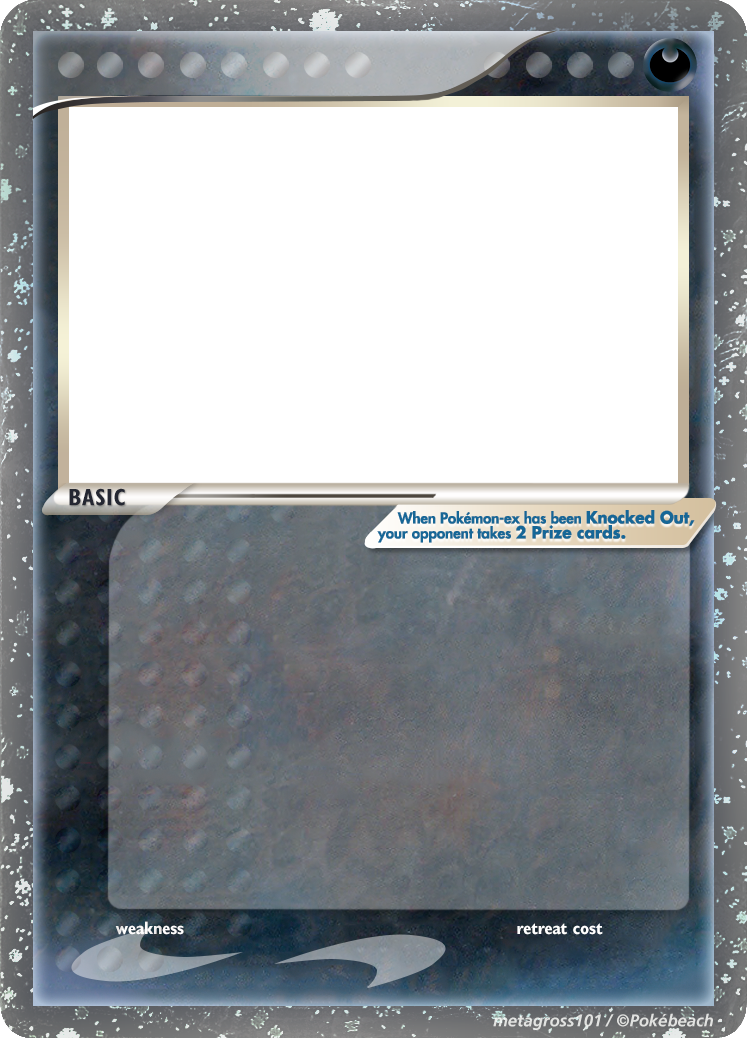 BASIC
When Pokémon-ex has been Knocked Out,
your opponent takes 2 Prize cards.
weakness
retreat cost
metagross101 / ©Pokébeach